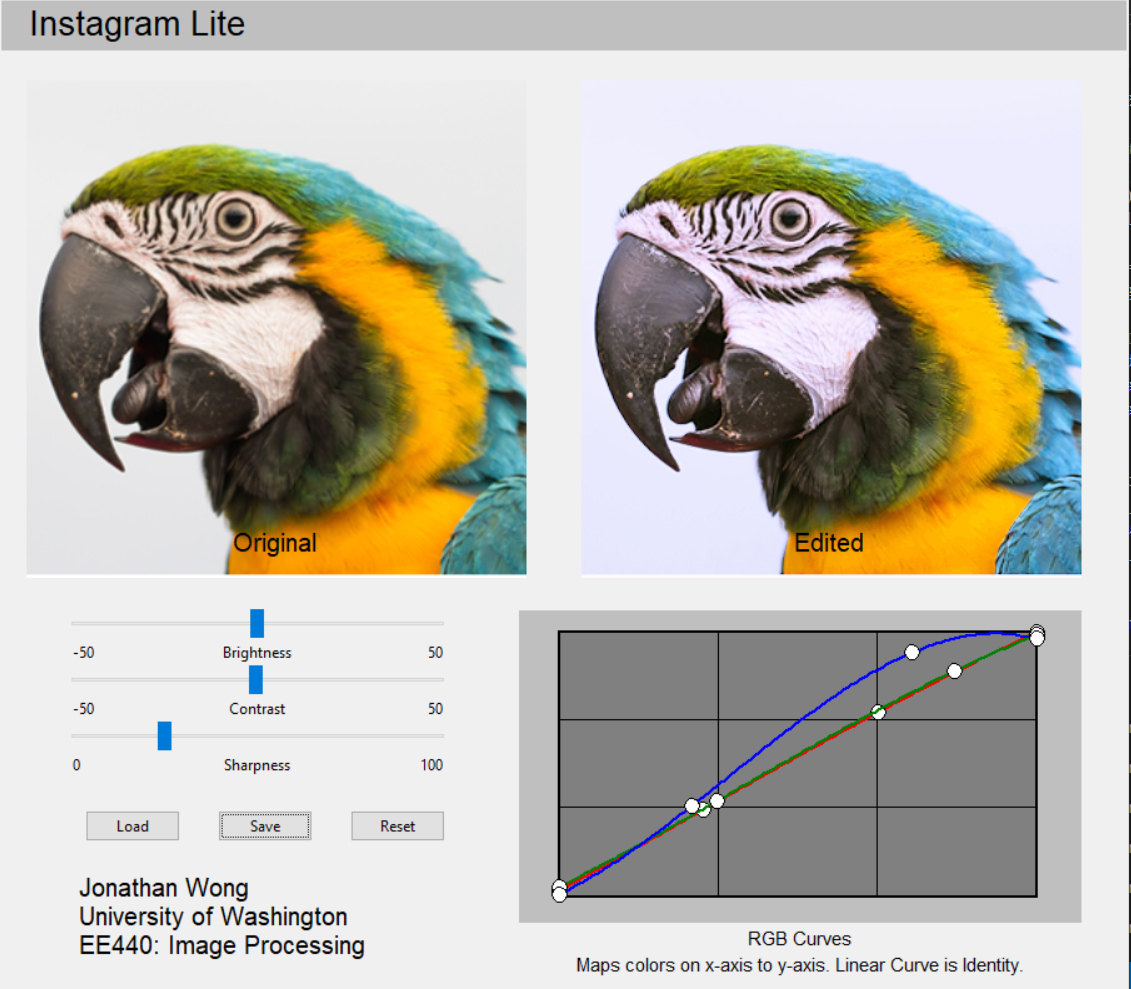 Instagram Lite
Original
Edited
-50 Brightness 50
-50 Contrast 50
0 Sharpness 100
Load Save Reset
Jonathan Wong
University of Washington
EE440: Image Processing
RGB Curves
Maps colors on x-axis to y-axis. Linear Curve is Identity.